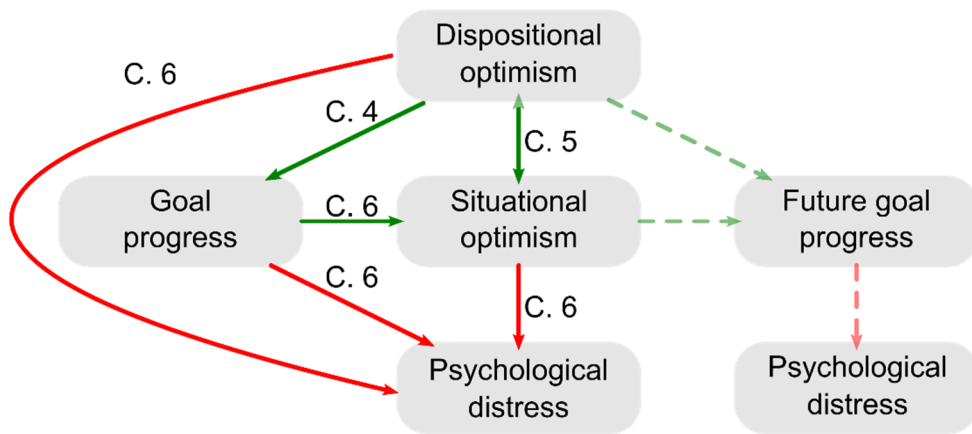 Dispositional
optimism
C. 6
C. 4
C. 5
Goal
progress
C. 6
Situational
optimism
Future goal
progress
C. 6
C. 6
Psychological
distress
Psychological
distress